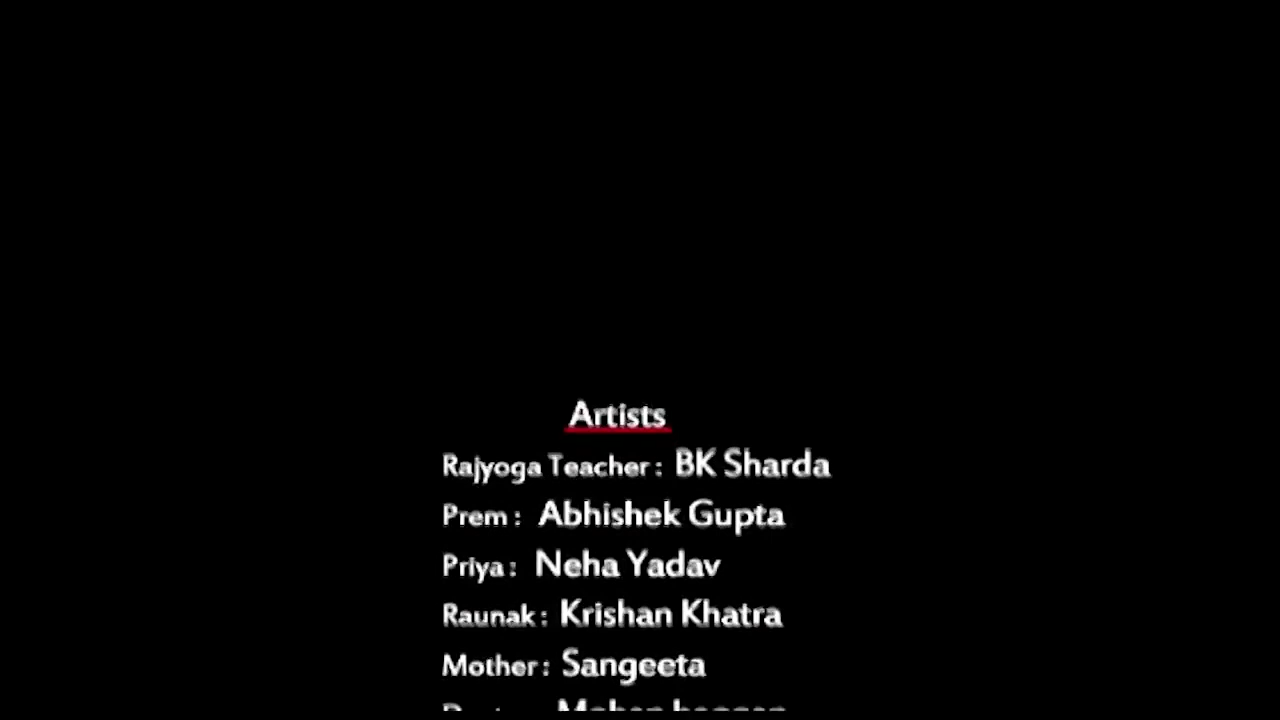 Artists
Rajyoga Teacher : BK Sharda
Prem : Abhishek Gupta
Priya : Neha Yadav
Raunak : Krishan Khatra
Mother : Sangeeta